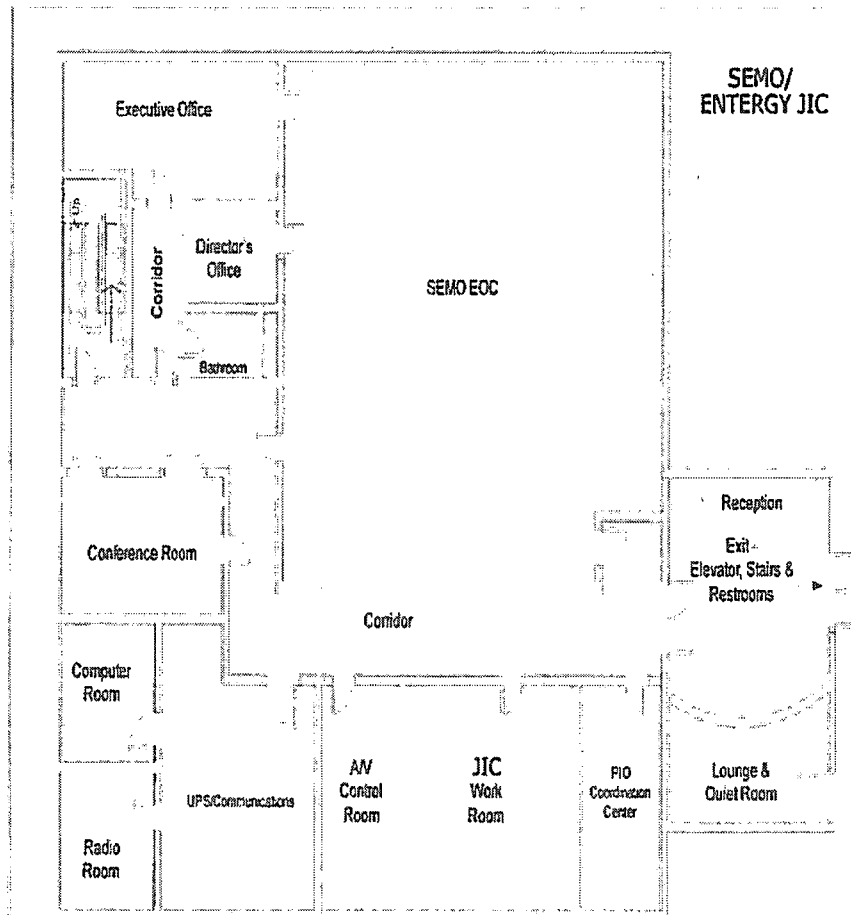 SEMO/
ENTERGY JIC
Executive Office
Up
Corridor
Director's
Office
SEMO EOC
Bathroom
Reception
Conference Room
Exit -
Elevator, Stairs &
Restrooms
Corridor
Computer
Room
A/V
Control
Room
JIC
Work
Room
PIO
Coordination
Center
Lounge &
Quiet Room
UPS/Communications
Radio
Room